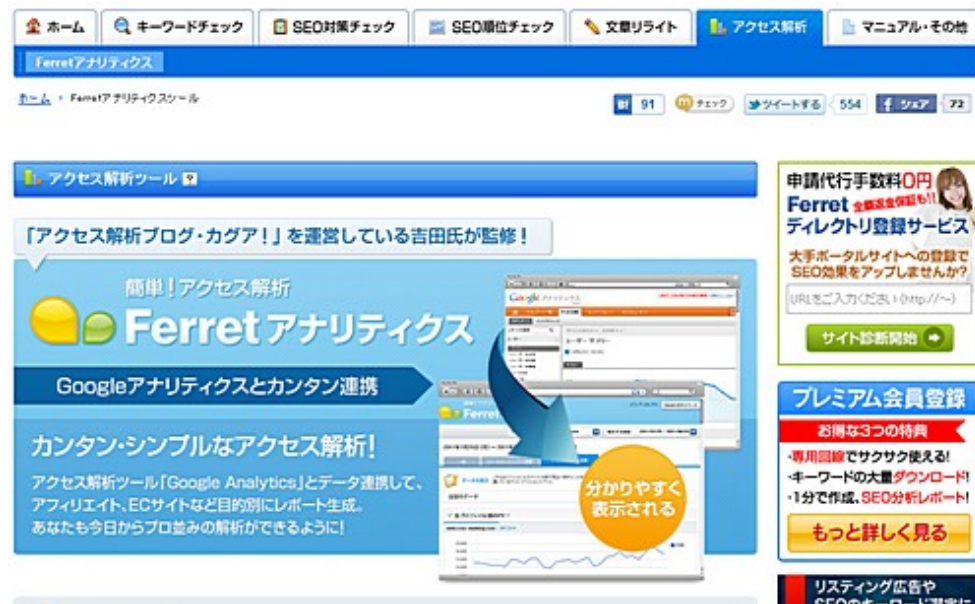 ホーム
キーワードチェック
SEO対策チェック
SEO順位チェック
文章リライト
アクセス解析
マニュアル・その他
Ferretアナリティクス
ホーム
Ferretアナリティクスツール
B! 91
チェック
ツイートする 554
f シェア 72
アクセス解析ツール ?
「アクセス解析ブログ・カグア!」を運営している吉田氏が監修!
簡単!アクセス解析
Ferret アナリティクス
Googleアナリティクスとカンタン連携
カンタン・シンプルなアクセス解析!
アクセス解析ツール「Google Analytics」とデータ連携して、
アフィリエイト、ECサイトなど目的別にレポート生成。
あなたも今日からプロ並みの解析ができるように!
Google アナリティクス
Ferret
分かりやすく
表示される
申請代行手数料0円
Ferret 全額返金保証も!!
ディレクトリ登録サービス
大手ポータルサイトへの登録で
SEO効果をアップしませんか?
URLをご入力ください(http://~)
サイト診断開始
プレミアム会員登録
お得な3つの特典
・専用回線でサクサク使える!
・キーワードの大量ダウンロード!
・1分で作成、SEO分析レポート!
もっと詳しく見る
リスティング広告や